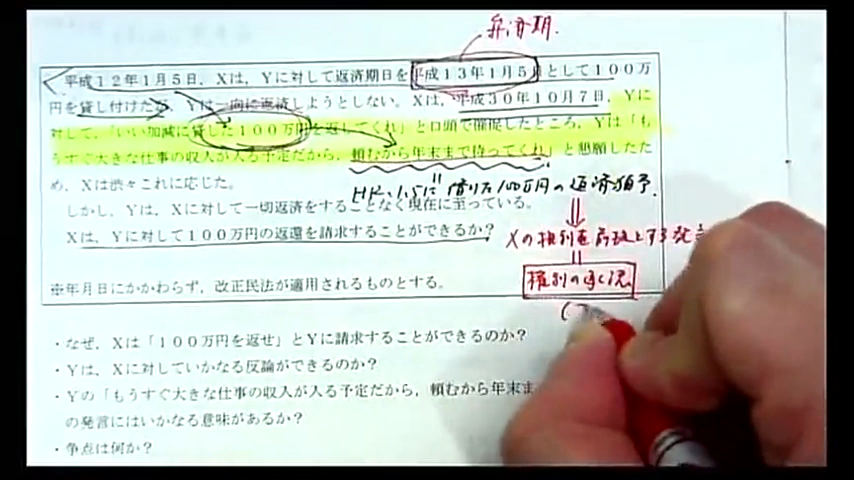 弁済期.
平成12年1月5日，Xは，Yに対して返済期日を平成13年1月5日として100万
円を貸し付けたが，Yは一向に返済しようとしない。Xは，平成30年10月7日，Yに
対して，「いい加減に貸した100万円を返してくれ」と口頭で催促したところ，Yは「も
うすぐ大きな仕事の収入が入る予定だから，頼むから年末まで待ってくれ」と懇願したた
め，Xは渋々これに応じた。
H12.1.5に借りた100万円の返済猶予.
しかし，Yは，Xに対して一切返済をすることなく現在に至っている。
Xは，Yに対して100万円の返還を請求することができるか？
Xの権利を前提とする発言
権利の承認
※年月日にかかわらず，改正民法が適用されるものとする。
・なぜ，Xは「100万円を返せ」とYに請求することができるのか？
・Yは，Xに対していかなる反論ができるのか？
・Yの「もうすぐ大きな仕事の収入が入る予定だから，頼むから年末ま
の発言にはいかなる意味があるか？
・争点は何か？